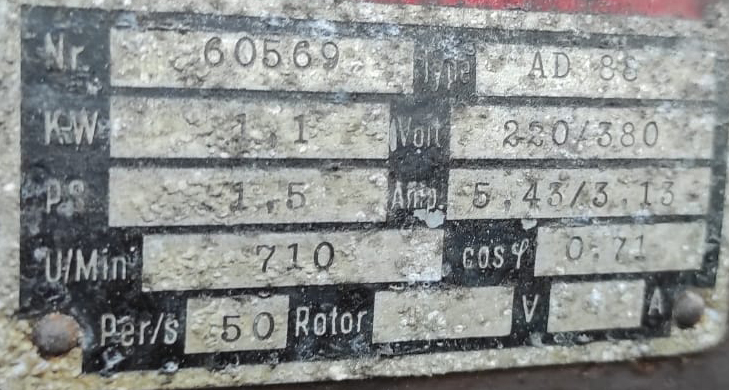 Nr. 60569 Type AD 88
KW 1,1 Volt 220/380
PS 1,5 Amp. 5,43/3,13
U/Min 710 cos φ 0,71
Per/s 50 Rotor V A